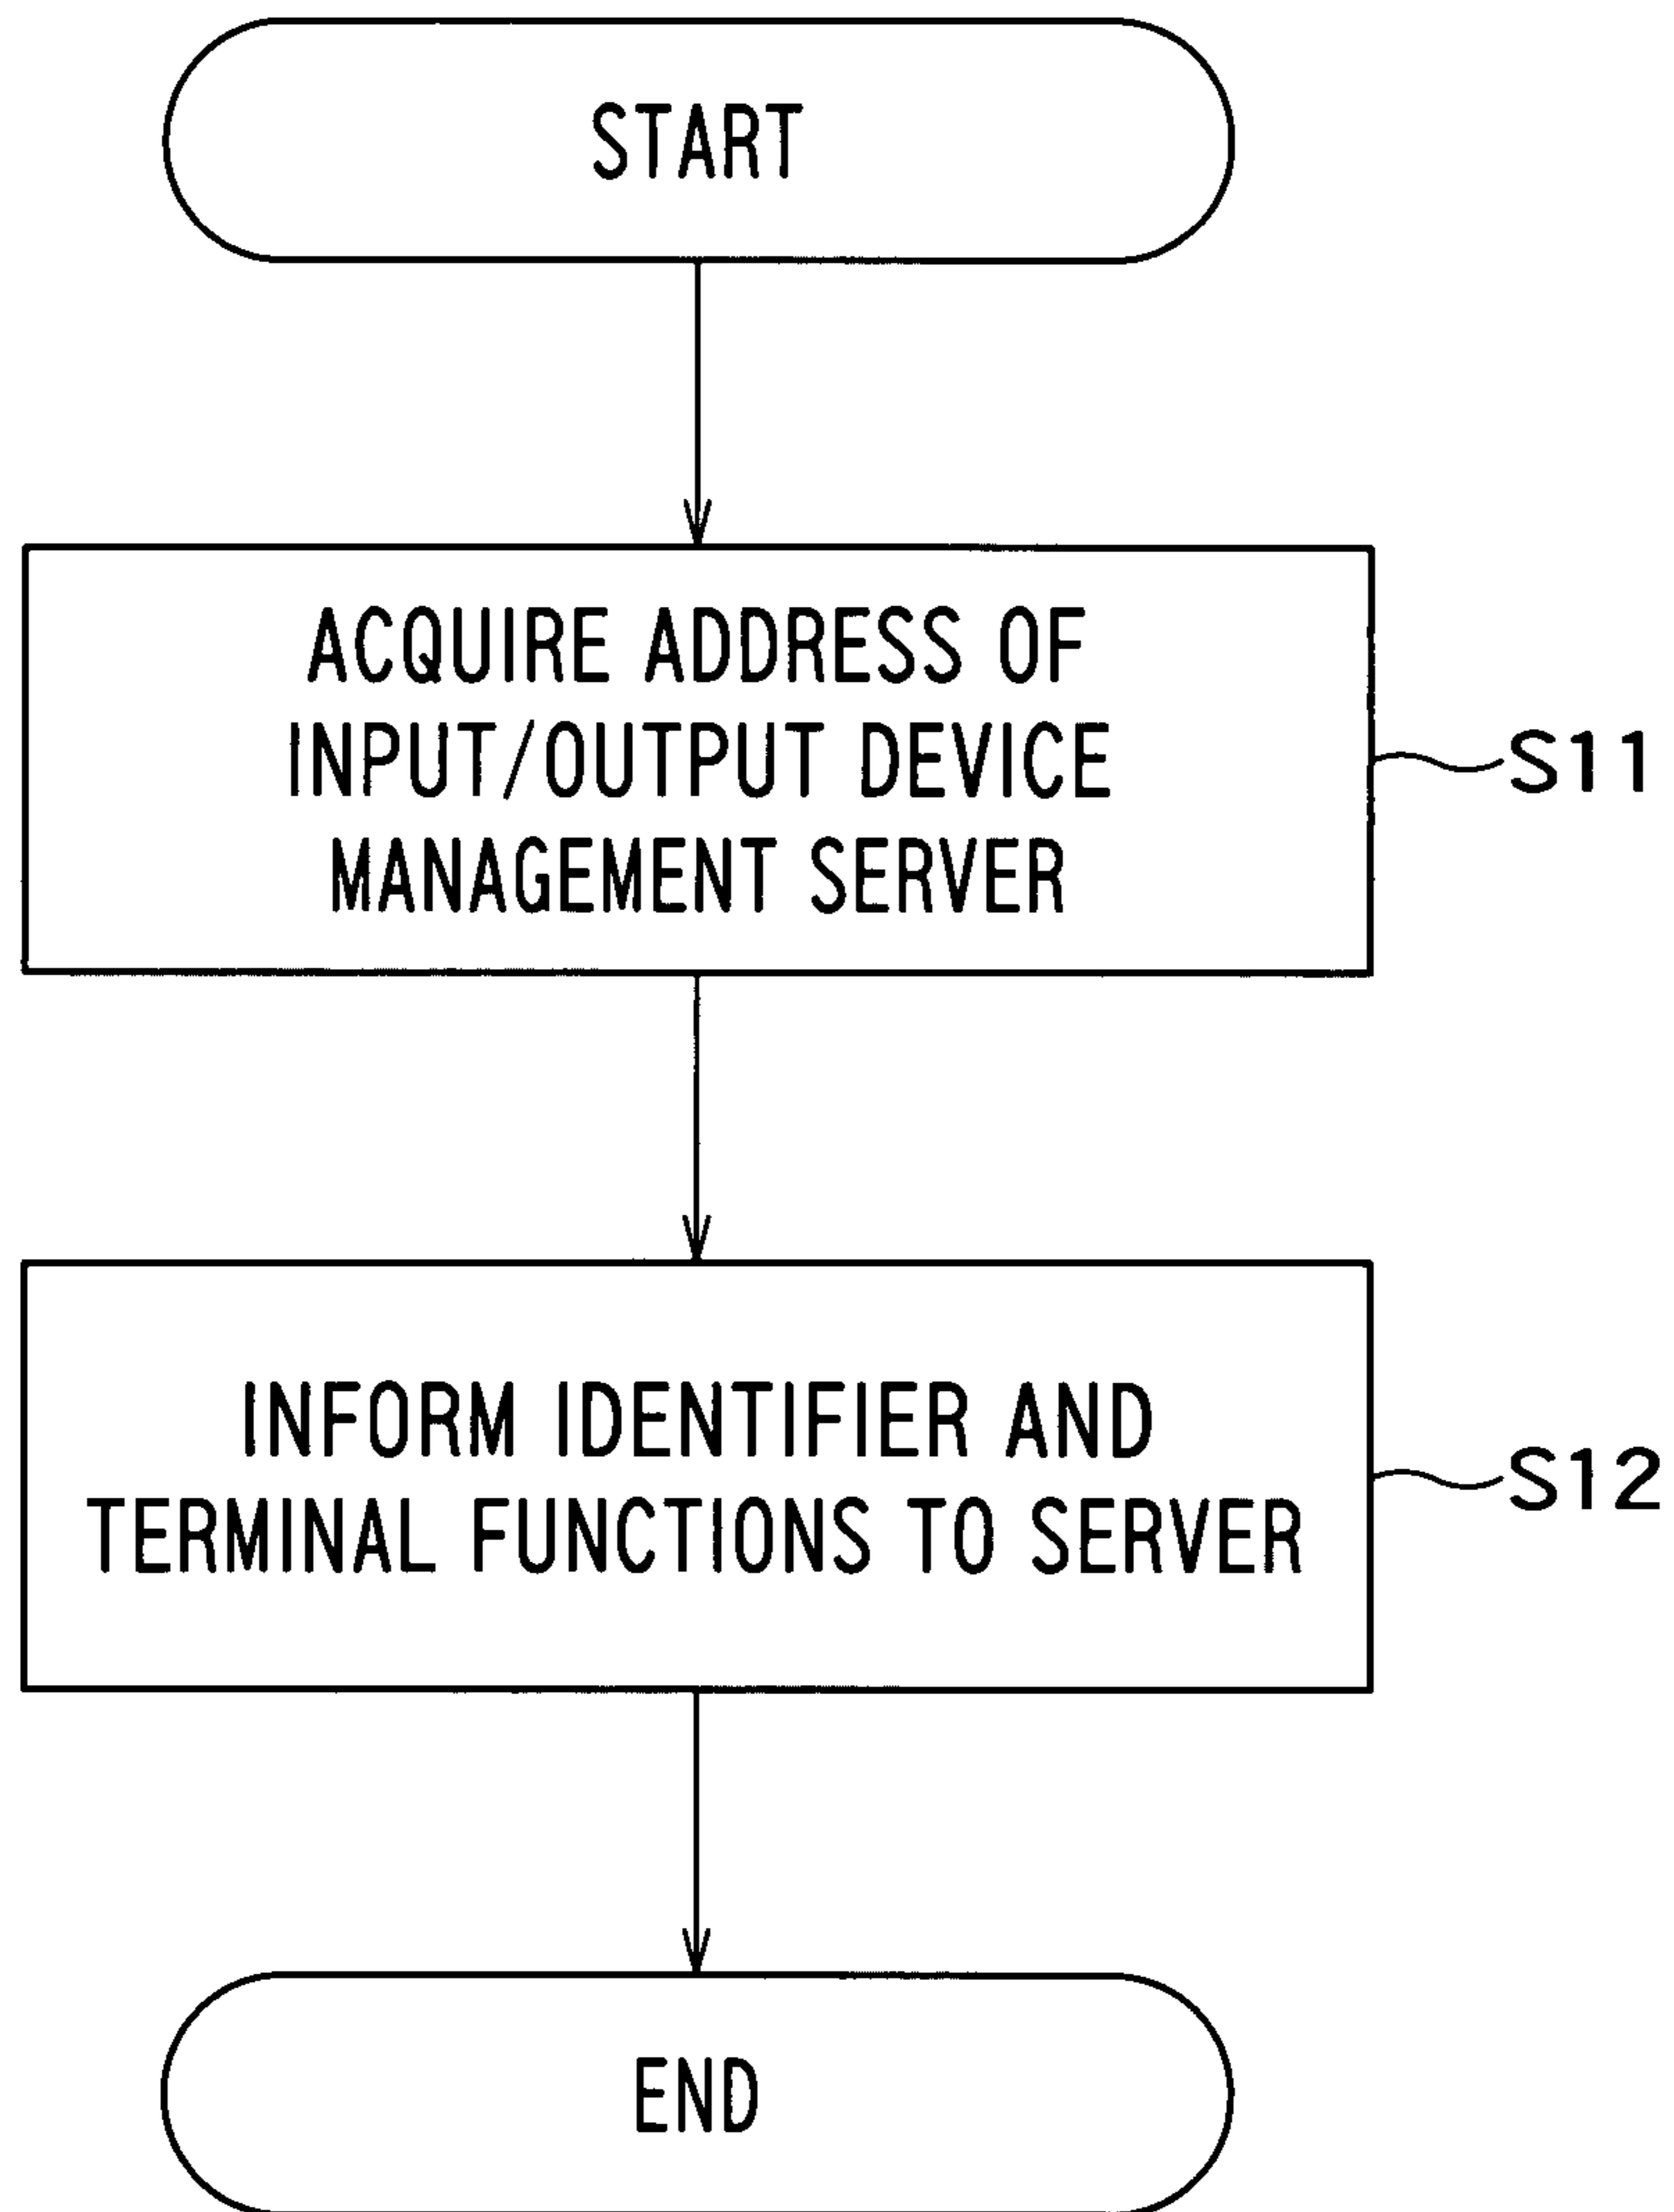 START
ACQUIRE ADDRESS OF
INPUT/OUTPUT DEVICE
MANAGEMENT SERVER
S11
INFORM IDENTIFIER AND
TERMINAL FUNCTIONS TO SERVER
S12
END